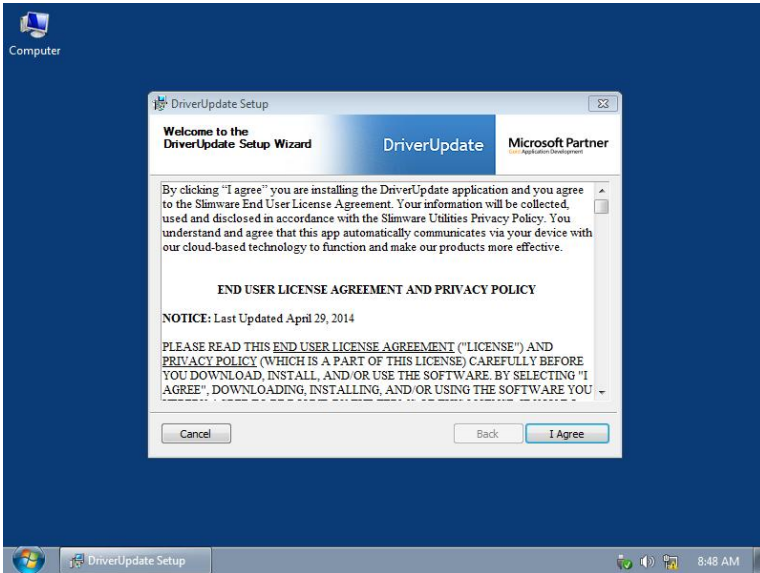 Computer
DriverUpdate Setup
Welcome to the
DriverUpdate Setup Wizard
DriverUpdate
Microsoft Partner
Application Development
By clicking “I agree” you are installing the DriverUpdate application and you agree
to the Slimware End User License Agreement. Your information will be collected,
used and disclosed in accordance with the Slimware Utilities Privacy Policy. You
understand and agree that this app automatically communicates via your device with
our cloud-based technology to function and make our products more effective.
END USER LICENSE AGREEMENT AND PRIVACY POLICY
NOTICE: Last Updated April 29, 2014
PLEASE READ THIS END USER LICENSE AGREEMENT ("LICENSE") AND
PRIVACY POLICY (WHICH IS A PART OF THIS LICENSE) CAREFULLY BEFORE
YOU DOWNLOAD, INSTALL, AND/OR USE THE SOFTWARE. BY SELECTING "I
AGREE", DOWNLOADING, INSTALLING, AND/OR USING THE SOFTWARE YOU
Cancel
Back
I Agree
DriverUpdate Setup
8:48 AM